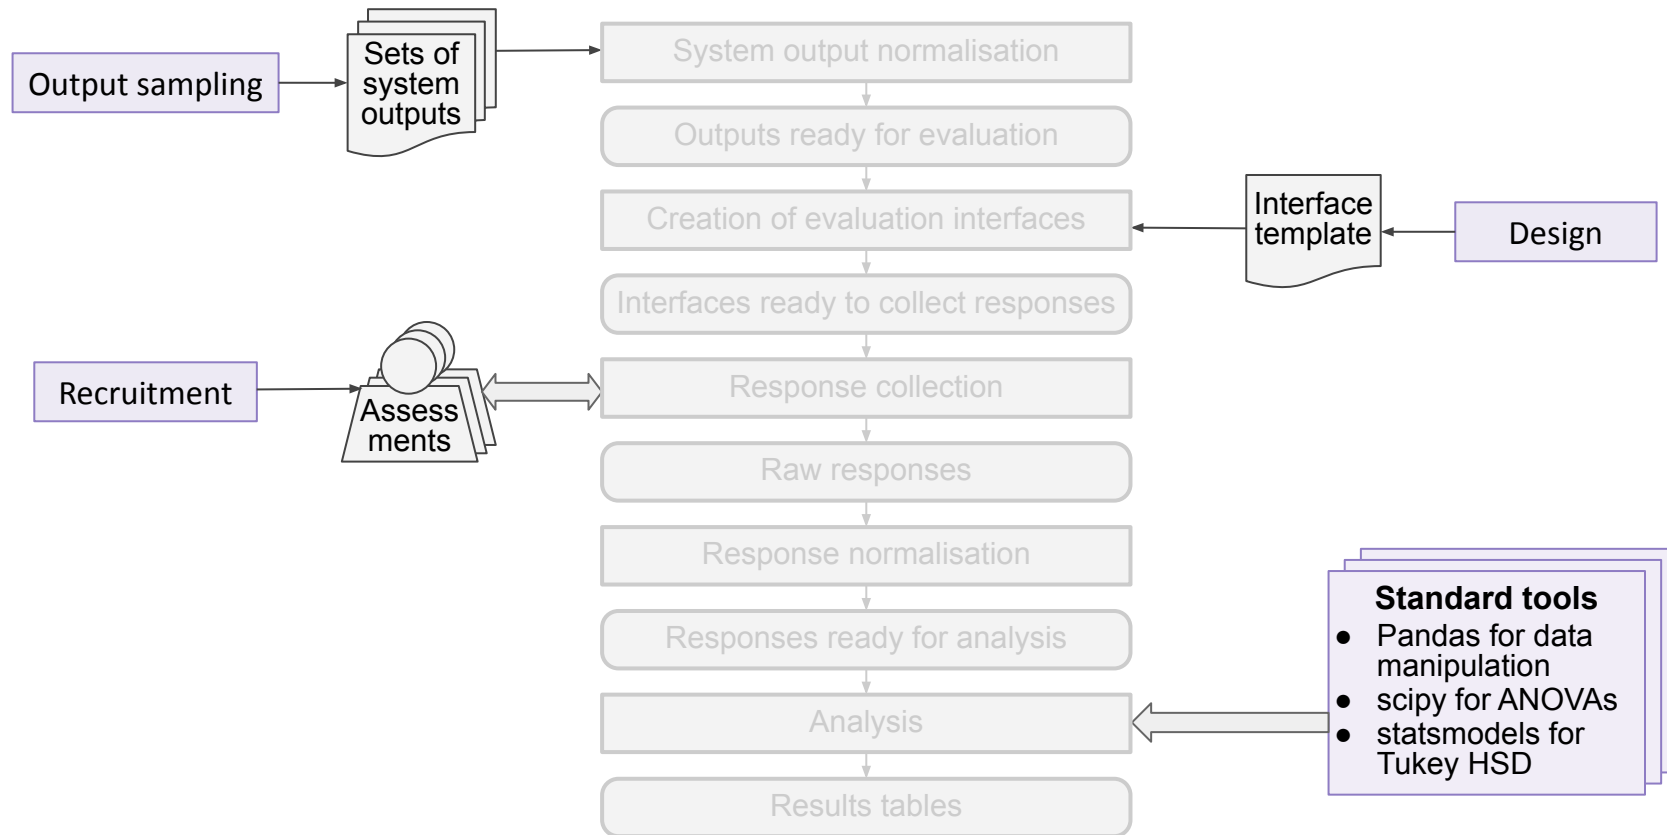 Output sampling
Sets of
system
outputs
System output normalisation
Outputs ready for evaluation
Creation of evaluation interfaces
Interface
template
Design
Interfaces ready to collect responses
Recruitment
Assess
ments
Response collection
Raw responses
Response normalisation
Responses ready for analysis
Analysis
Results tables
Standard tools
● Pandas for data
manipulation
● scipy for ANOVAs
● statsmodels for
Tukey HSD